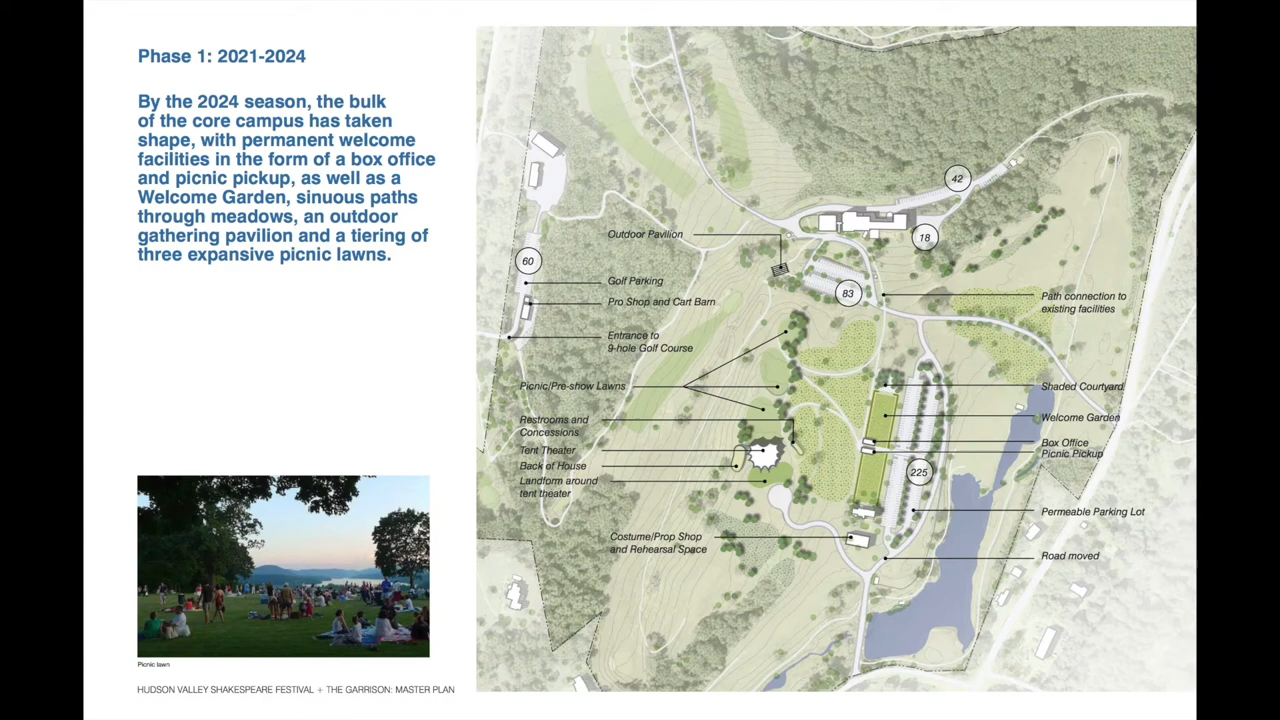 Phase 1: 2021-2024
By the 2024 season, the bulk
of the core campus has taken
shape, with permanent welcome
facilities in the form of a box office
and picnic pickup, as well as a
Welcome Garden, sinuous paths
through meadows, an outdoor
gathering pavilion and a tiering of
three expansive picnic lawns.
Picnic lawn
HUDSON VALLEY SHAKESPEARE FESTIVAL + THE GARRISON: MASTER PLAN
42
Outdoor Pavilion
18
60
Golf Parking
83
Path connection to
existing facilities
Pro Shop and Cart Barn
Entrance to
9-hole Golf Course
Picnic/Pre-show Lawns
Shaded Courtyard
Restrooms and
Concessions
Welcome Garden
Tent Theater
Box Office
Picnic Pickup
Back of House
225
Landform around
tent theater
Permeable Parking Lot
Costume/Prop Shop
and Rehearsal Space
Road moved